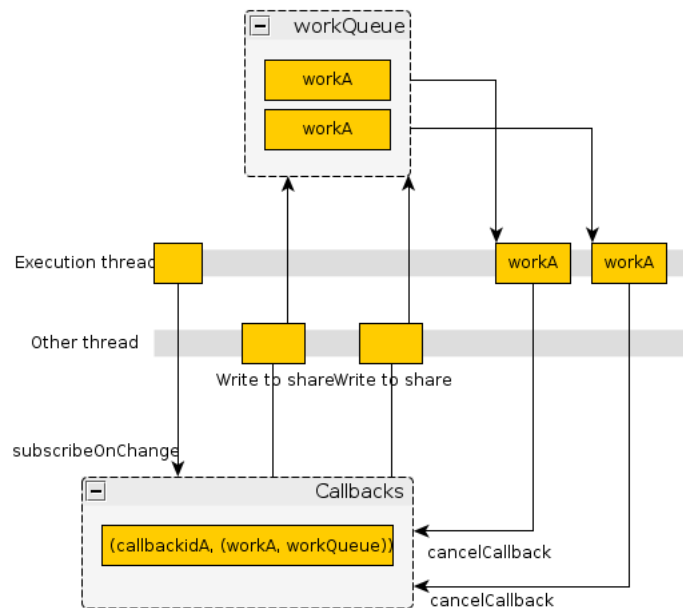 workQueue
workA
workA
Execution thread
workA
workA
Other thread
Write to share
Write to share
subscribeOnChange
Callbacks
(callbackidA, (workA, workQueue))
cancelCallback
cancelCallback